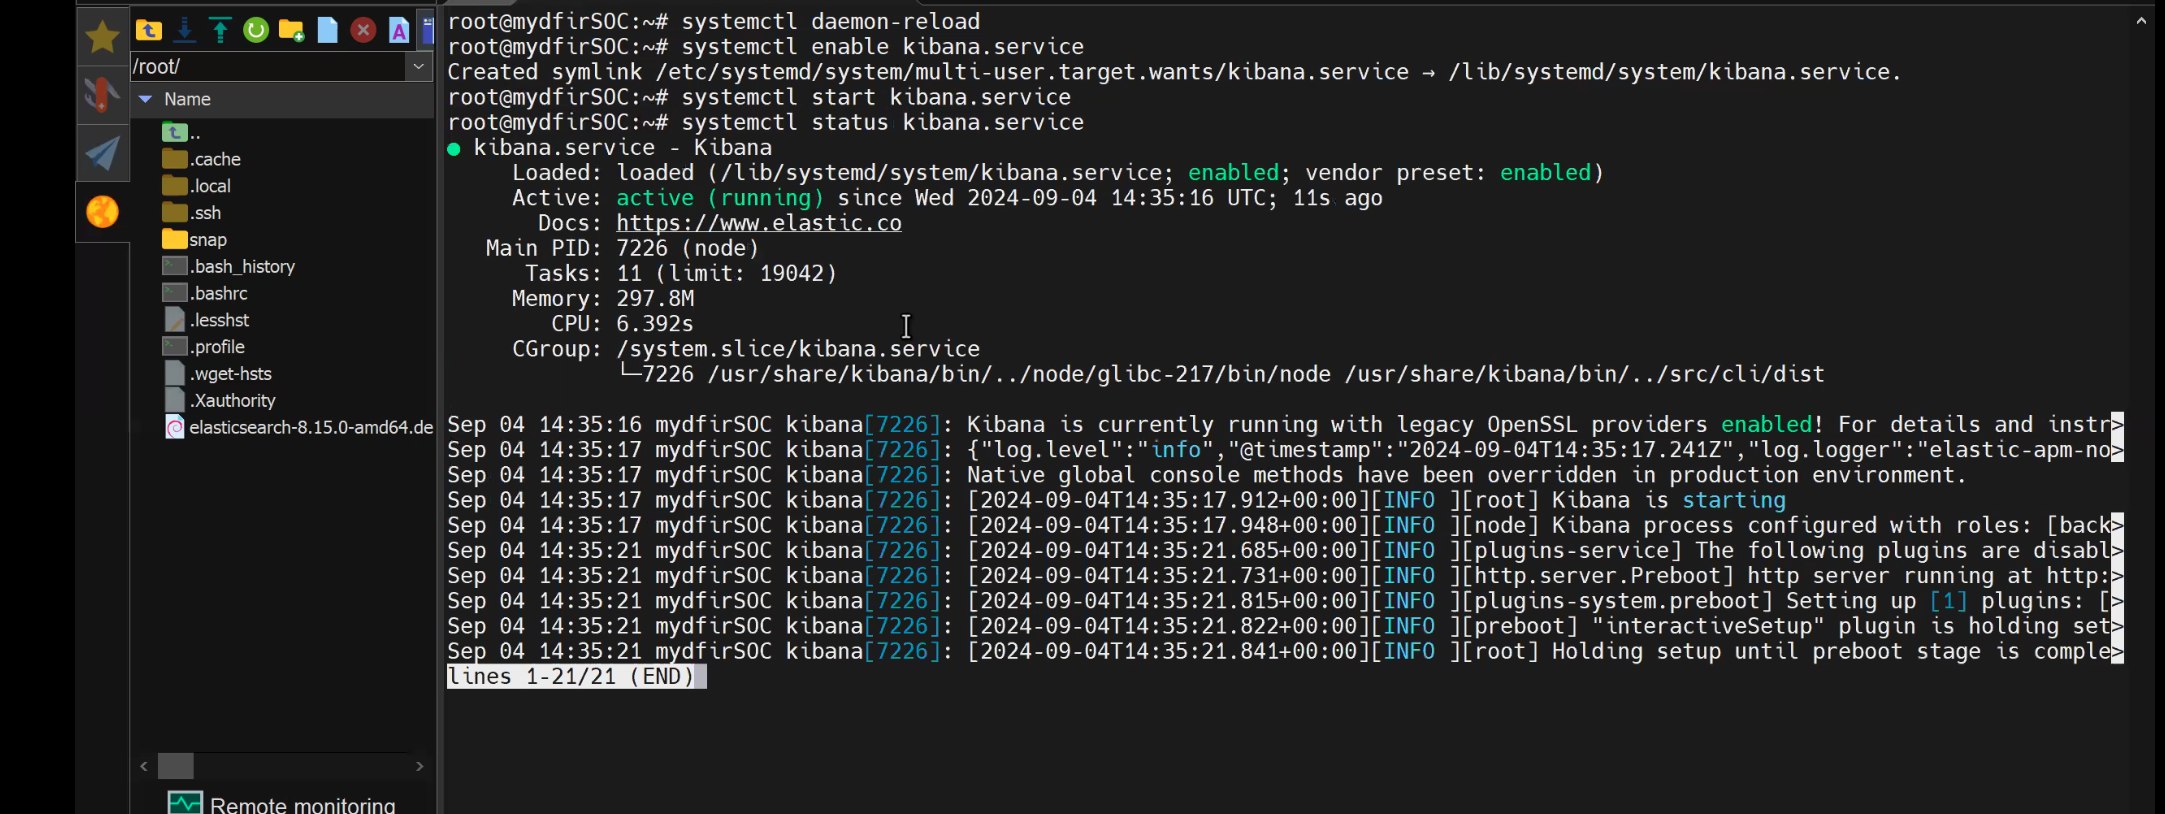 /root/
Name
..
.cache
.local
.ssh
snap
.bash_history
.bashrc
.lesshst
.profile
.wget-hsts
.Xauthority
elasticsearch-8.15.0-amd64.de
Remote monitoring
root@mydfirSOC:~# systemctl daemon-reload
root@mydfirSOC:~# systemctl enable kibana.service
Created symlink /etc/systemd/system/multi-user.target.wants/kibana.service → /lib/systemd/system/kibana.service.
root@mydfirSOC:~# systemctl start kibana.service
root@mydfirSOC:~# systemctl status kibana.service
● kibana.service - Kibana
Loaded: loaded (/lib/systemd/system/kibana.service; enabled; vendor preset: enabled)
Active: active (running) since Wed 2024-09-04 14:35:16 UTC; 11s ago
Docs: https://www.elastic.co
Main PID: 7226 (node)
Tasks: 11 (limit: 19042)
Memory: 297.8M
CPU: 6.392s
CGroup: /system.slice/kibana.service
└─7226 /usr/share/kibana/bin/../node/glibc-217/bin/node /usr/share/kibana/bin/../src/cli/dist
Sep 04 14:35:16 mydfirSOC kibana[7226]: Kibana is currently running with legacy OpenSSL providers enabled! For details and instr>
Sep 04 14:35:17 mydfirSOC kibana[7226]: {"log.level":"info","@timestamp":"2024-09-04T14:35:17.241Z","log.logger":"elastic-apm-no>
Sep 04 14:35:17 mydfirSOC kibana[7226]: Native global console methods have been overridden in production environment.
Sep 04 14:35:17 mydfirSOC kibana[7226]: [2024-09-04T14:35:17.912+00:00][INFO ][root] Kibana is starting
Sep 04 14:35:17 mydfirSOC kibana[7226]: [2024-09-04T14:35:17.948+00:00][INFO ][node] Kibana process configured with roles: [back>
Sep 04 14:35:21 mydfirSOC kibana[7226]: [2024-09-04T14:35:21.685+00:00][INFO ][plugins-service] The following plugins are disabl>
Sep 04 14:35:21 mydfirSOC kibana[7226]: [2024-09-04T14:35:21.731+00:00][INFO ][http.server.Preboot] http server running at http:>
Sep 04 14:35:21 mydfirSOC kibana[7226]: [2024-09-04T14:35:21.815+00:00][INFO ][plugins-system.preboot] Setting up [1] plugins: [>
Sep 04 14:35:21 mydfirSOC kibana[7226]: [2024-09-04T14:35:21.822+00:00][INFO ][preboot] "interactiveSetup" plugin is holding set>
Sep 04 14:35:21 mydfirSOC kibana[7226]: [2024-09-04T14:35:21.841+00:00][INFO ][root] Holding setup until preboot stage is comple>
lines 1-21/21 (END)